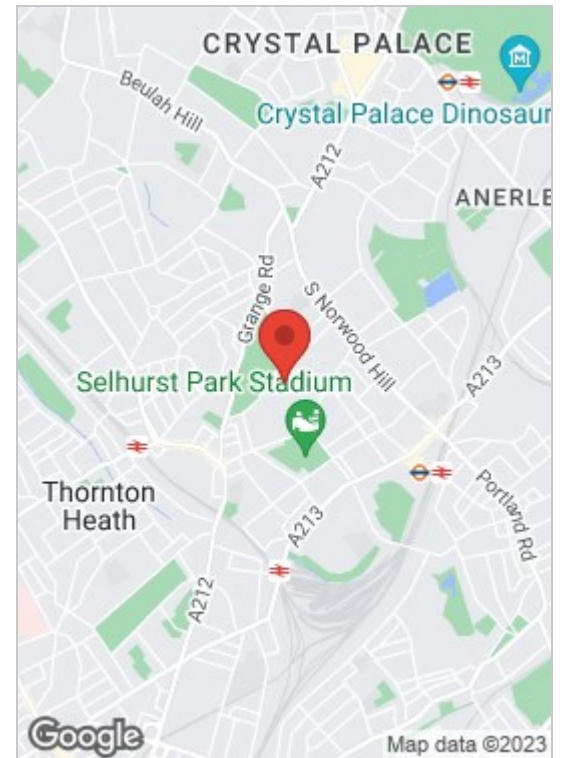 CRYSTAL PALACE
Beulah Hill
Crystal Palace Dinosaur
A212
ANERLE
Grange Rd
S Norwood Hill
A213
Selhurst Park Stadium
Thornton
Heath
Portland Rd
A213
A212
Google
Map data ©2023